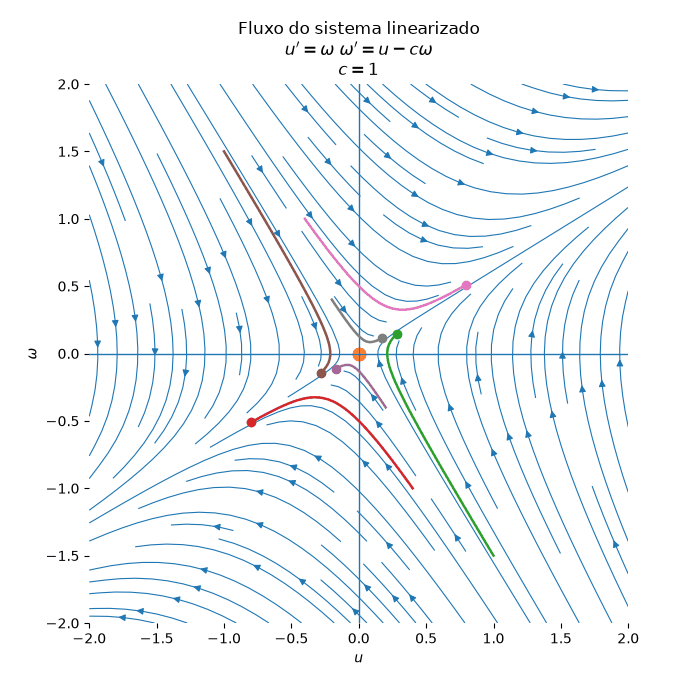 Fluxo do sistema linearizado
u′ = ω ω′ = u − cω
c = 1
2.0
1.5
1.0
0.5
0.0
−0.5
−1.0
−1.5
−2.0
ω
−2.0 −1.5 −1.0 −0.5 0.0 0.5 1.0 1.5 2.0
u